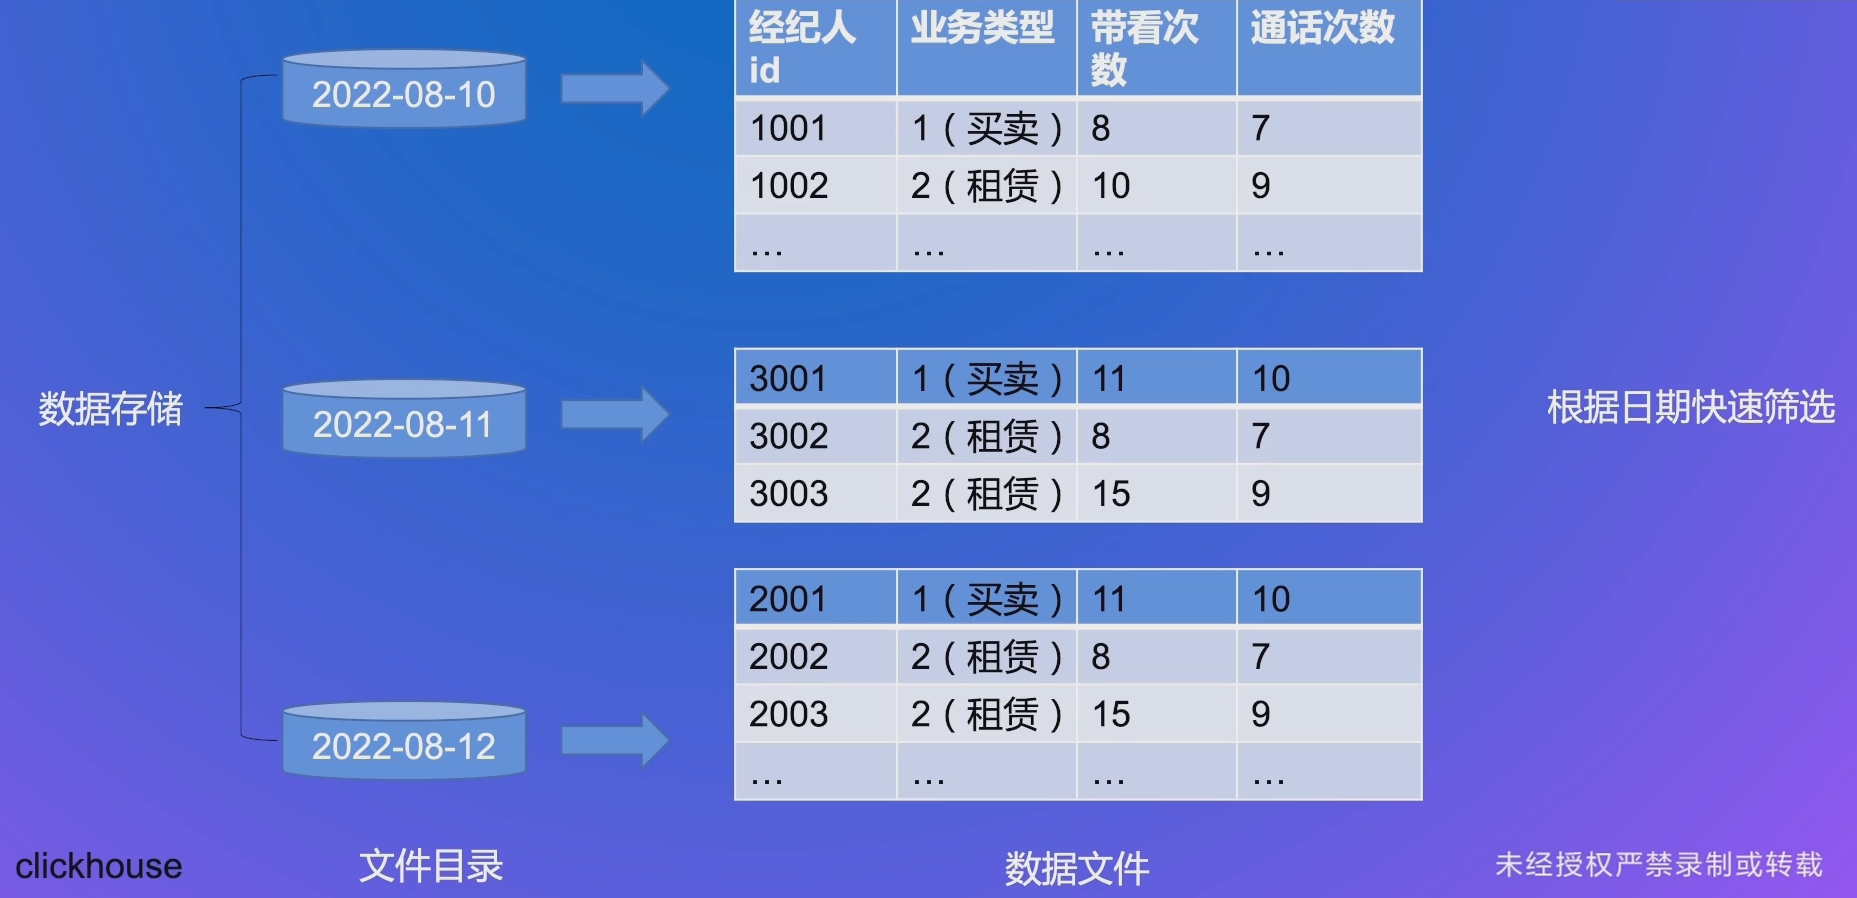 经纪人id 业务类型 带看次数 通话次数
2022-08-10
1001 1（买卖） 8 7
1002 2（租赁） 10 9
... ... ... ...
数据存储
2022-08-11
3001 1（买卖） 11 10
3002 2（租赁） 8 7
3003 2（租赁） 15 9
根据日期快速筛选
2022-08-12
2001 1（买卖） 11 10
2002 2（租赁） 8 7
2003 2（租赁） 15 9
... ... ... ...
clickhouse
文件目录
数据文件
未经授权严禁录制或转载